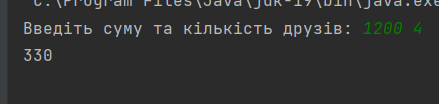 C:\Program Files\Java\jdk-19\bin\java.exe
Введіть суму та кількість друзів: 1200 4
330